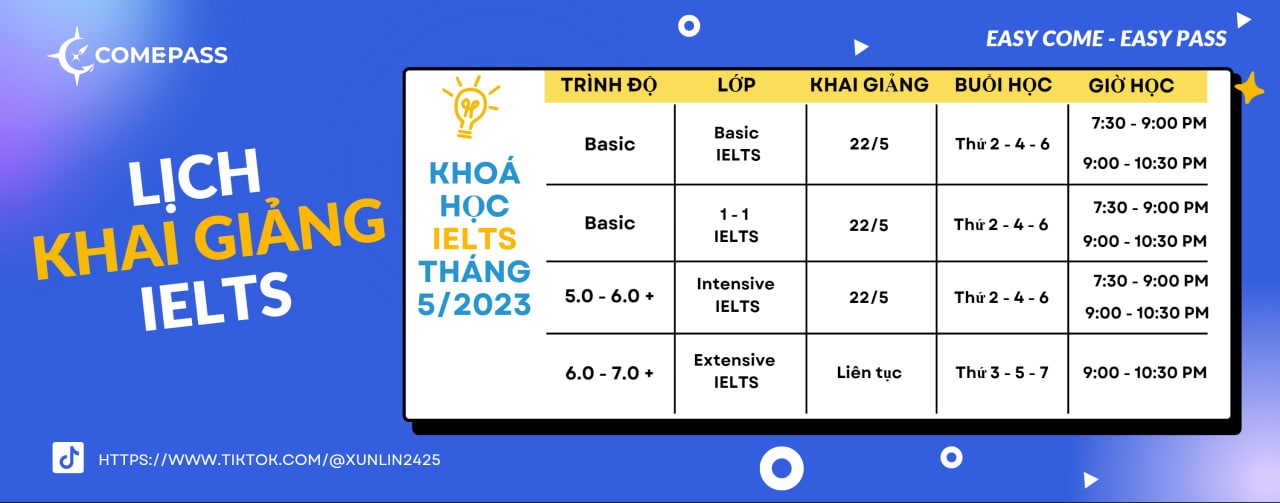 COMEPASS
EASY COME - EASY PASS
LỊCH
KHAI GIẢNG
IELTS
KHOÁ
HỌC
IELTS
THÁNG
5/2023
TRÌNH ĐỘ LỚP KHAI GIẢNG BUỔI HỌC GIỜ HỌC
Basic
Basic
IELTS
22/5
Thứ 2 - 4 - 6
7:30 - 9:00 PM
9:00 - 10:30 PM
Basic
1 - 1
IELTS
22/5
Thứ 2 - 4 - 6
7:30 - 9:00 PM
9:00 - 10:30 PM
5.0 - 6.0 +
Intensive
IELTS
22/5
Thứ 2 - 4 - 6
7:30 - 9:00 PM
9:00 - 10:30 PM
6.0 - 7.0 +
Extensive
IELTS
Liên tục
Thứ 3 - 5 - 7
9:00 - 10:30 PM
HTTPS://WWW.TIKTOK.COM/@XUNLIN2425